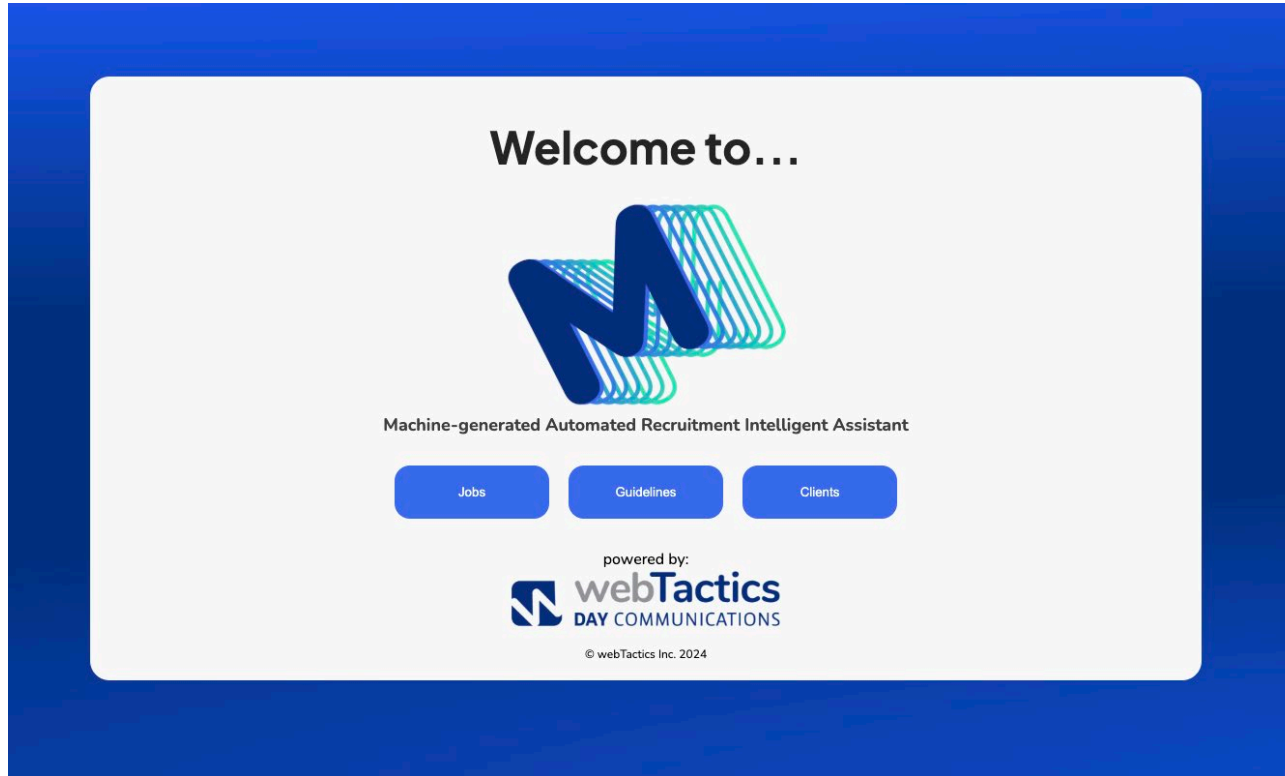 Welcome to...
M
Machine-generated Automated Recruitment Intelligent Assistant
Jobs Guidelines Clients
powered by:
webTactics
DAY COMMUNICATIONS
© webTactics Inc. 2024